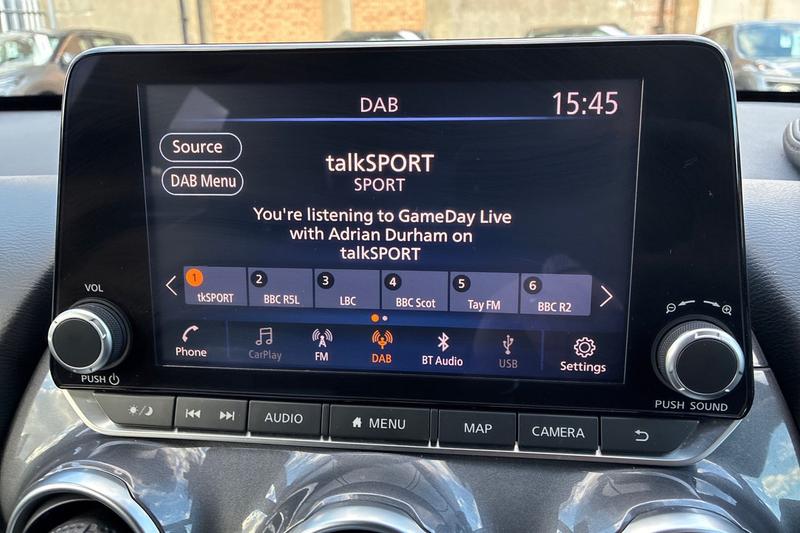 DAB
15:45
Source
DAB Menu
talkSPORT
SPORT
You're listening to GameDay Live
with Adrian Durham on
talkSPORT
1 2 3 4 5 6
tkSPORT BBC R5L LBC BBC Scot Tay FM BBC R2
Phone CarPlay FM DAB BT Audio USB Settings
VOL
PUSH
PUSH SOUND
AUDIO MENU MAP CAMERA